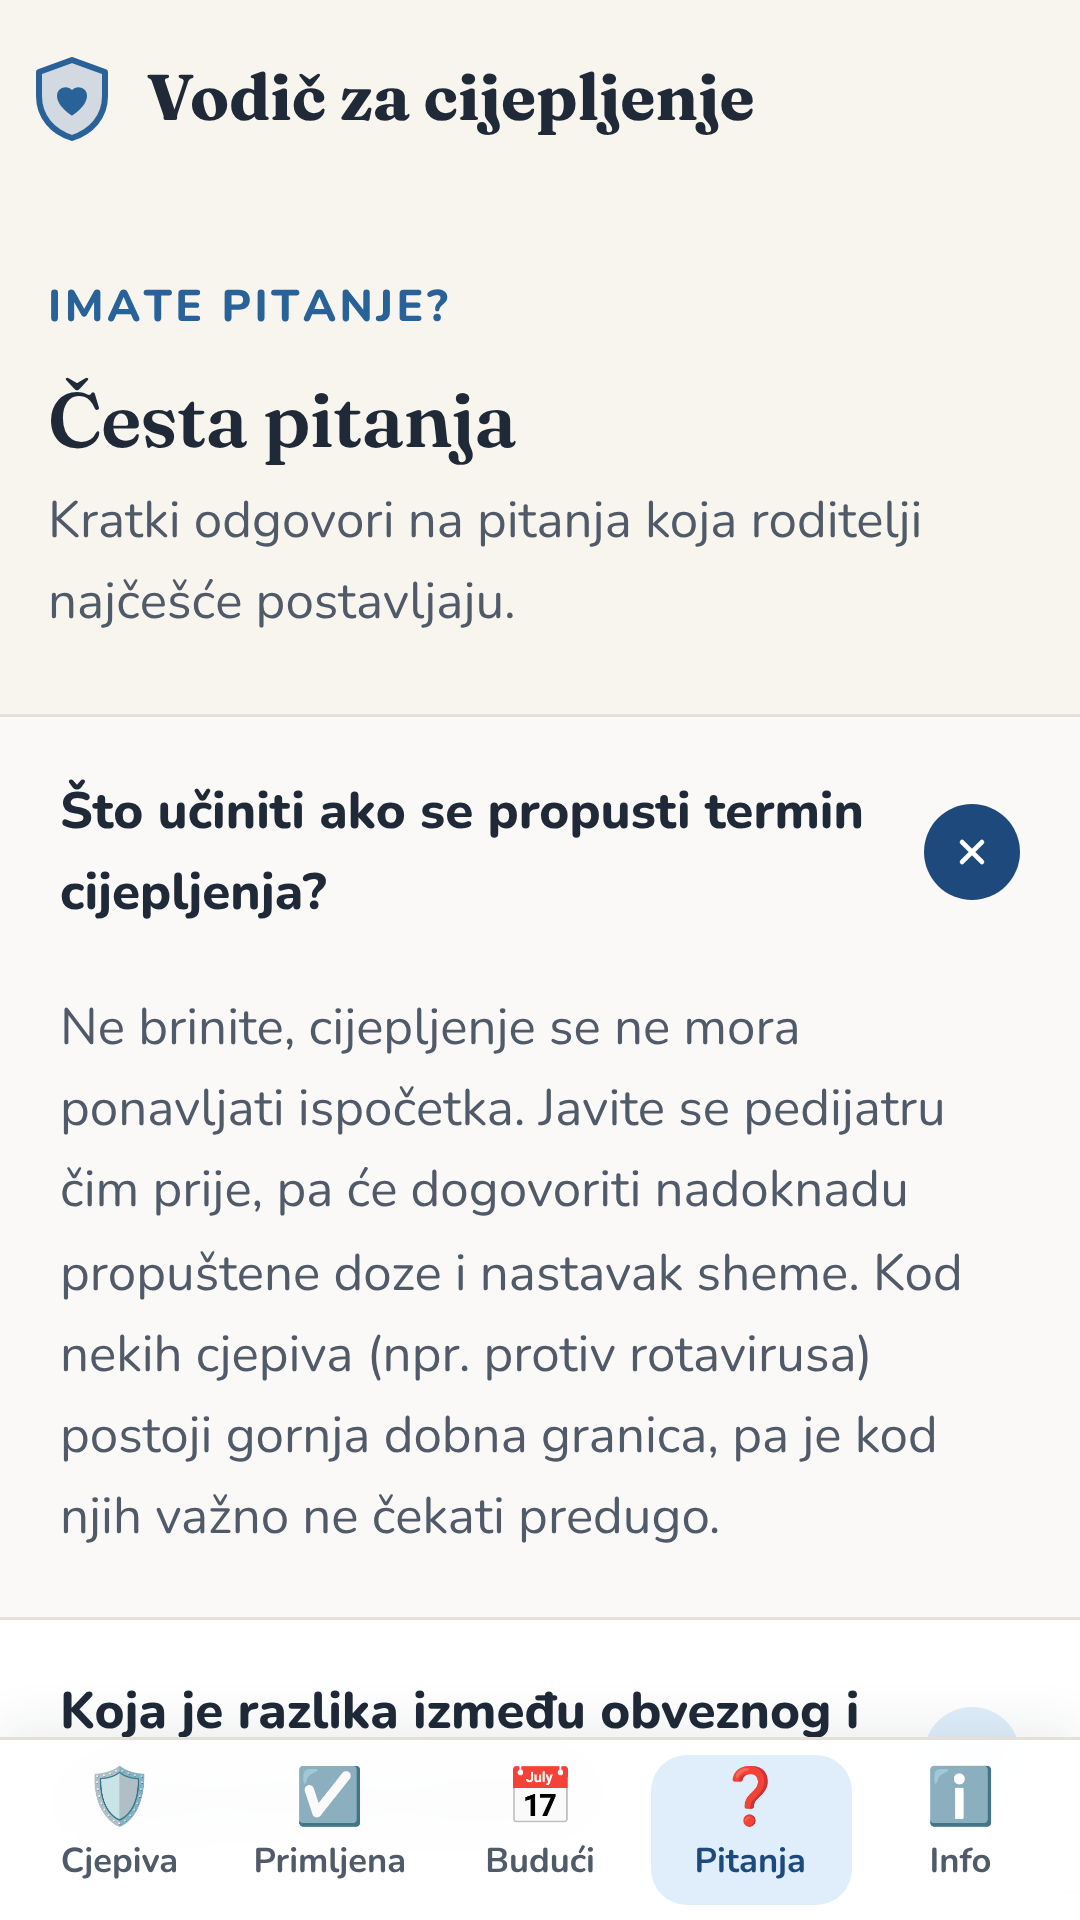 Vodič za cijepljenje
IMATE PITANJE?
Česta pitanja
Kratki odgovori na pitanja koja roditelji
najčešće postavljaju.
Što učiniti ako se propusti termin
cijepljenja?
Ne brinite, cijepljenje se ne mora
ponavljati ispočetka. Javite se pedijatru
čim prije, pa će dogovoriti nadoknadu
propuštene doze i nastavak sheme. Kod
nekih cjepiva (npr. protiv rotavirusa)
postoji gornja dobna granica, pa je kod
njih važno ne čekati predugo.
Koja je razlika između obveznog i
July
17
Cjepiva
Primljena
Budući
Pitanja
Info